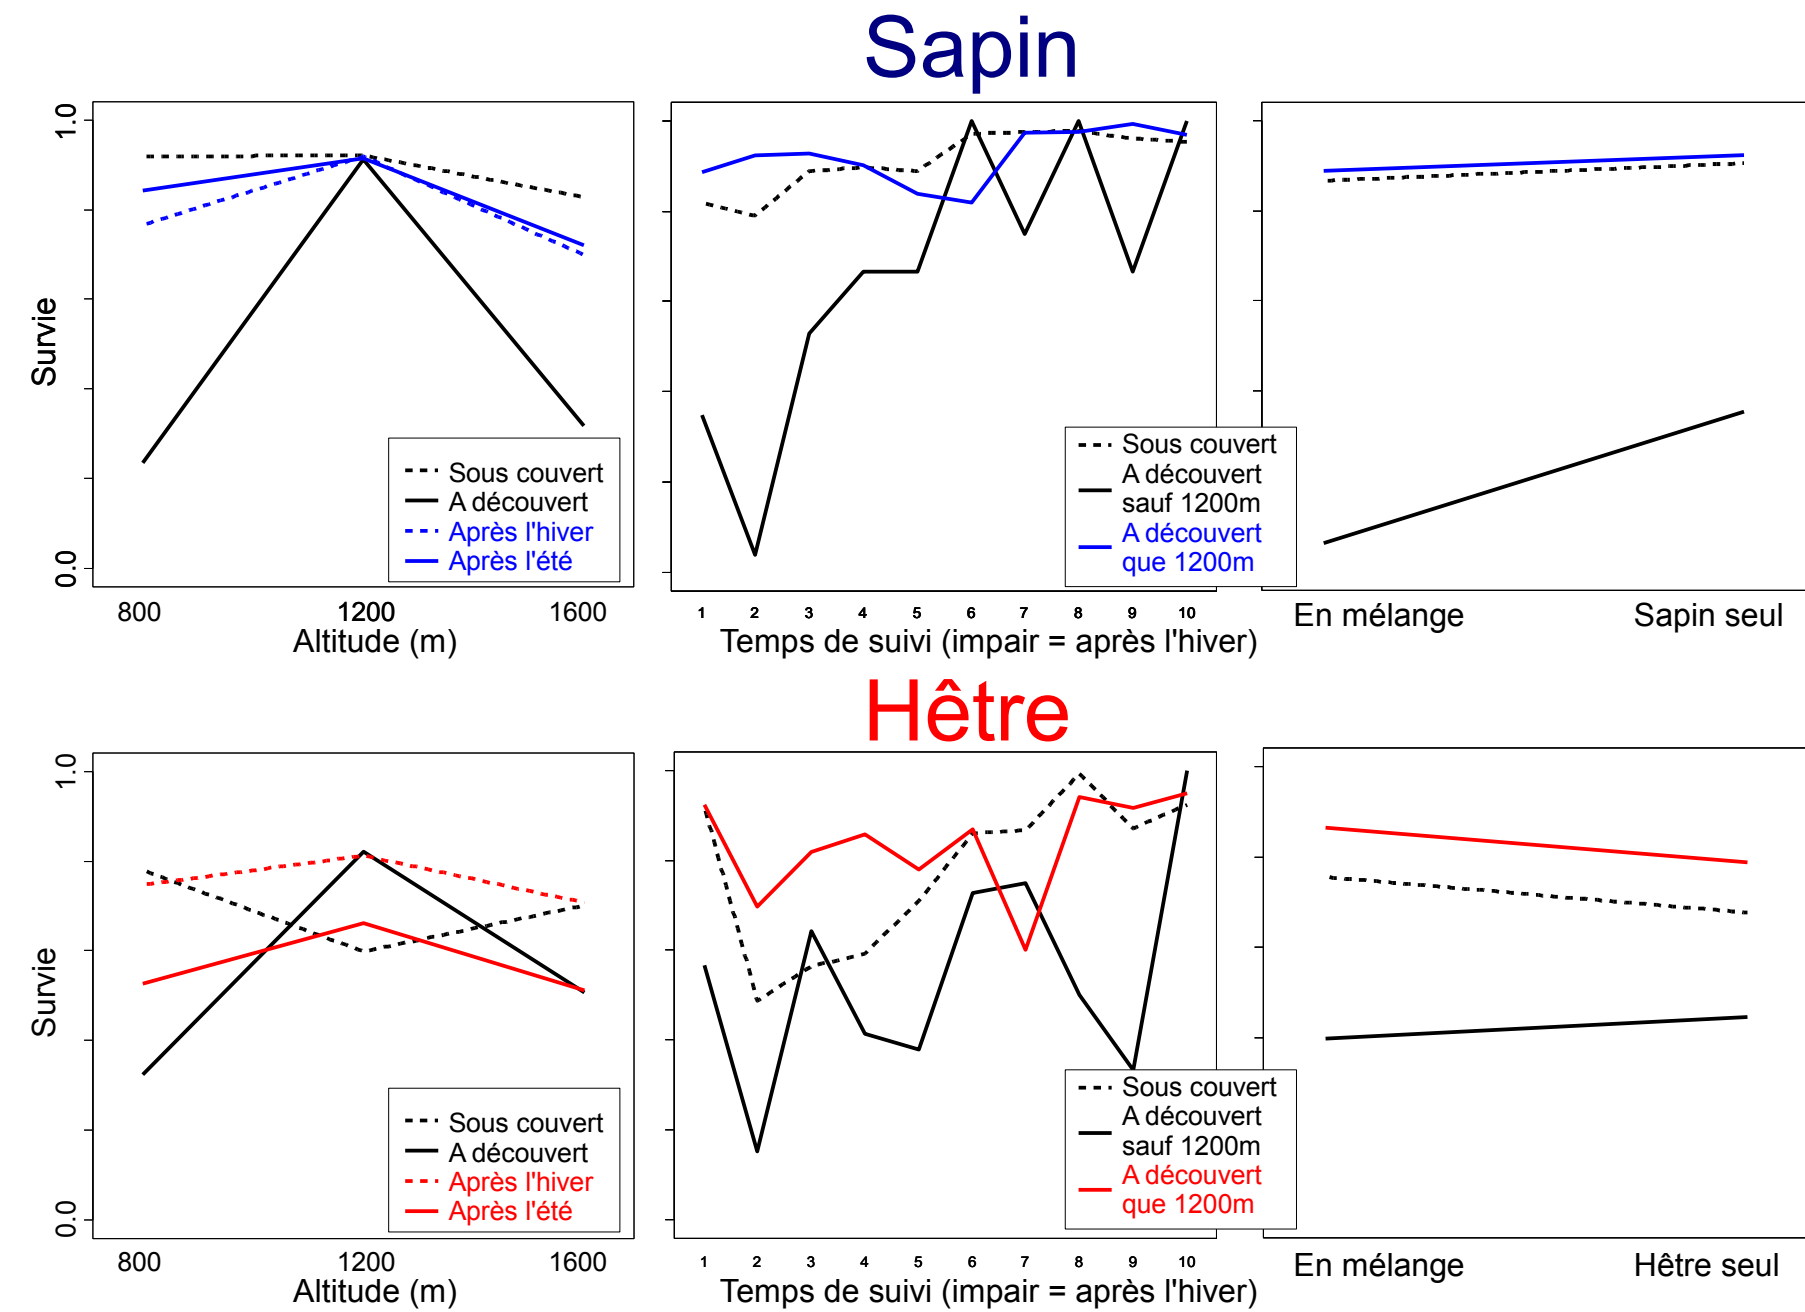 Sapin
1.0
Survie
0.0
800 1200 1600
Altitude (m)
Sous couvert
A découvert
Après l'hiver
Après l'été
1 2 3 4 5 6 7 8 9 10
Temps de suivi (impair = après l'hiver)
Sous couvert
A découvert
sauf 1200m
A découvert
que 1200m
En mélange Sapin seul
Hêtre
1.0
Survie
0.0
800 1200 1600
Altitude (m)
Sous couvert
A découvert
Après l'hiver
Après l'été
1 2 3 4 5 6 7 8 9 10
Temps de suivi (impair = après l'hiver)
Sous couvert
A découvert
sauf 1200m
A découvert
que 1200m
En mélange Hêtre seul